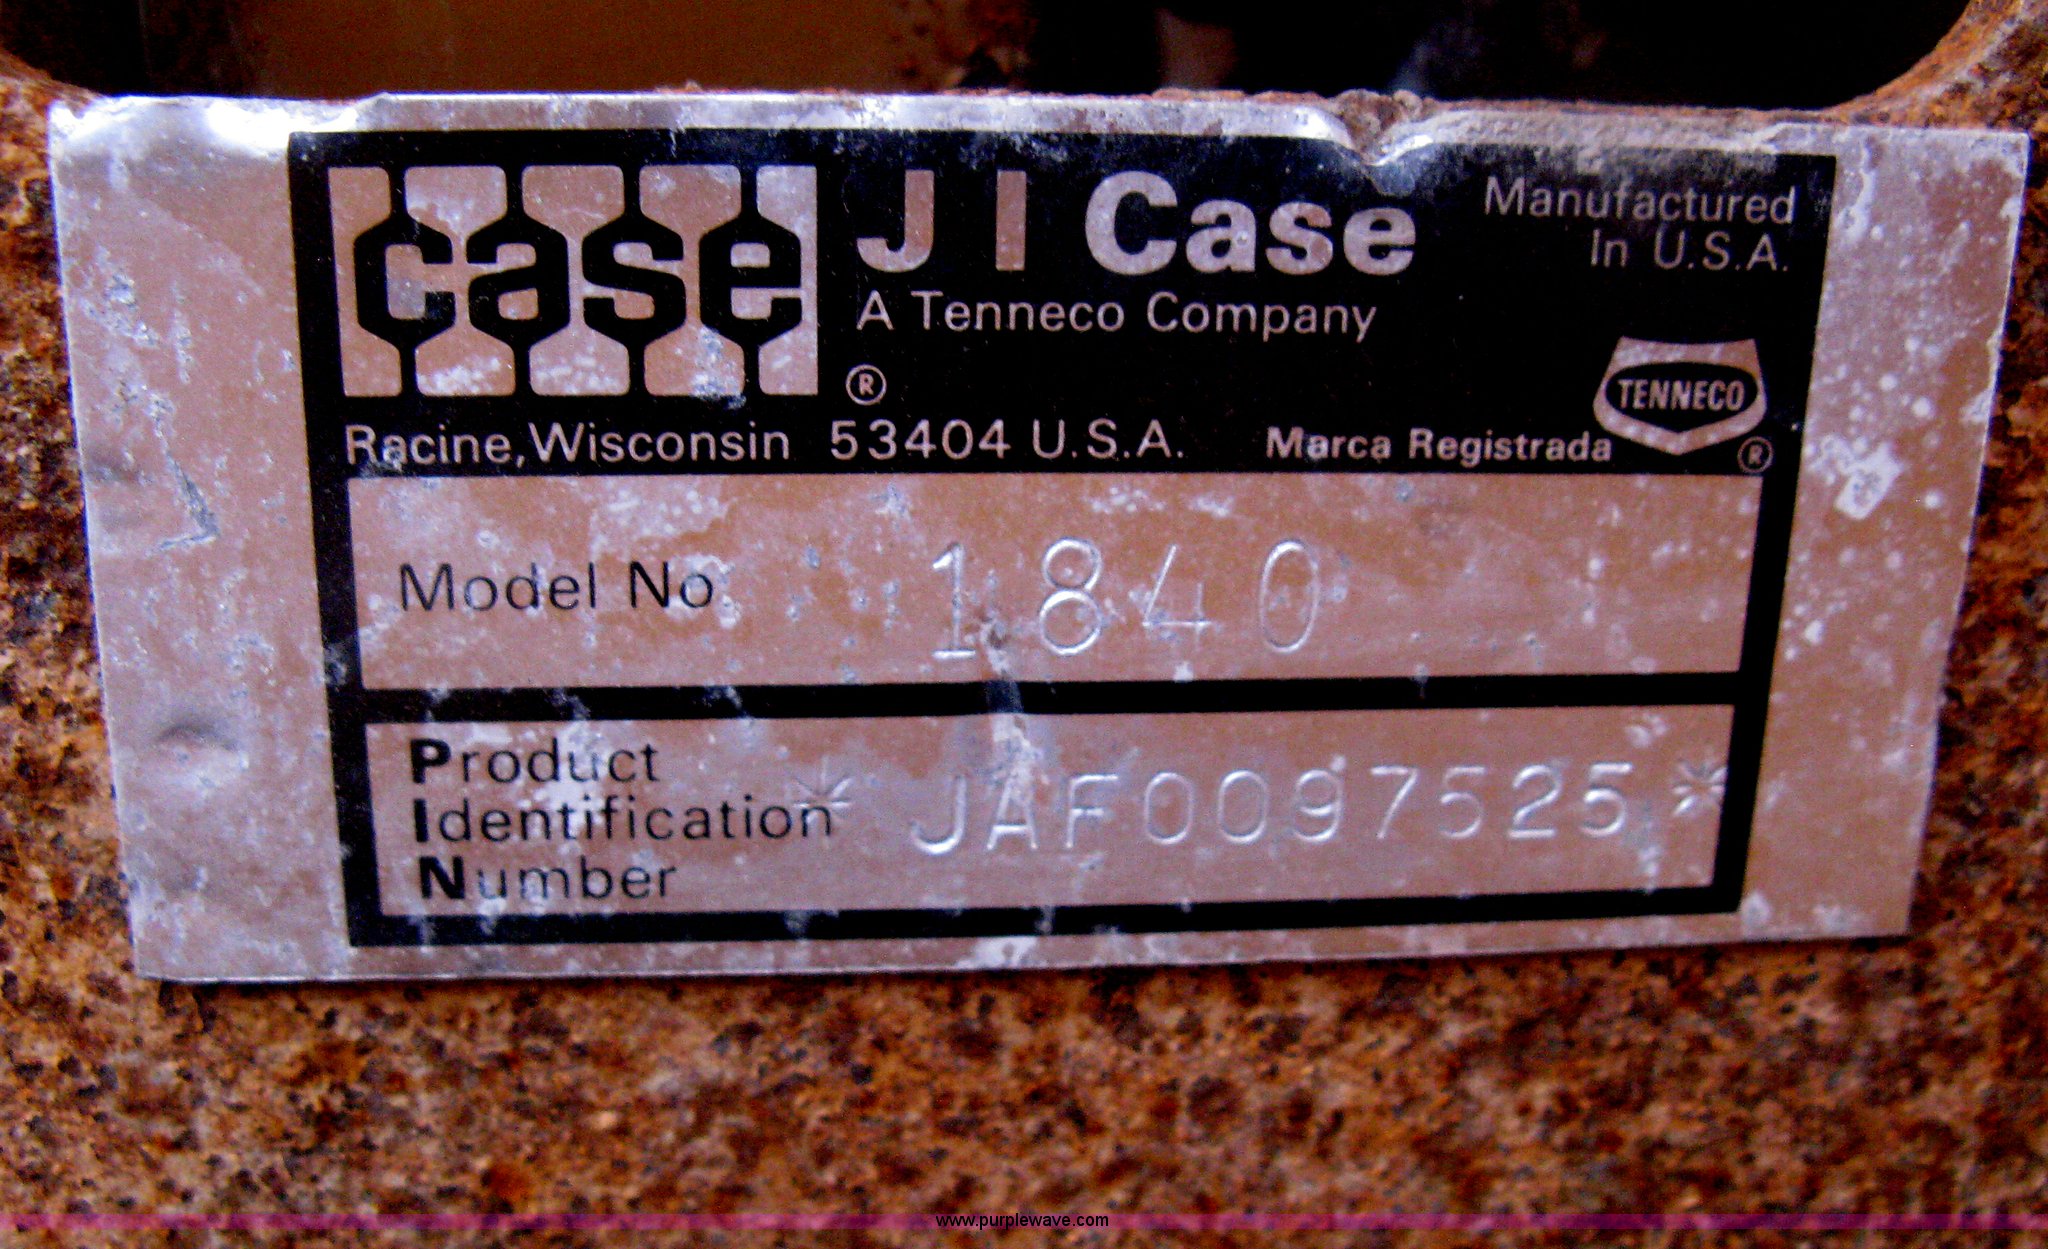 case J I Case Manufactured
In U.S.A.
A Tenneco Company
®
TENNECO
Racine, Wisconsin 53404 U.S.A. Marca Registrada ®
Model No 1840
Product
Identification * JAF0097525*
Number
www.purplewave.com